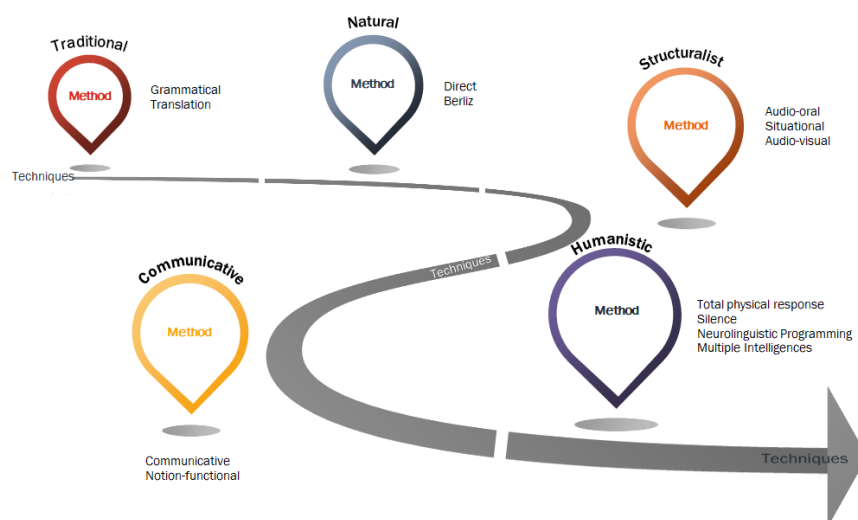 Traditional
Method
Grammatical
Translation
Natural
Method
Direct
Berliz
Structuralist
Method
Audio-oral
Situational
Audio-visual
Techniques
Techniques
Communicative
Method
Communicative
Notion-functional
Humanistic
Method
Total physical response
Silence
Neurolinguistic Programming
Multiple Intelligences
Techniques